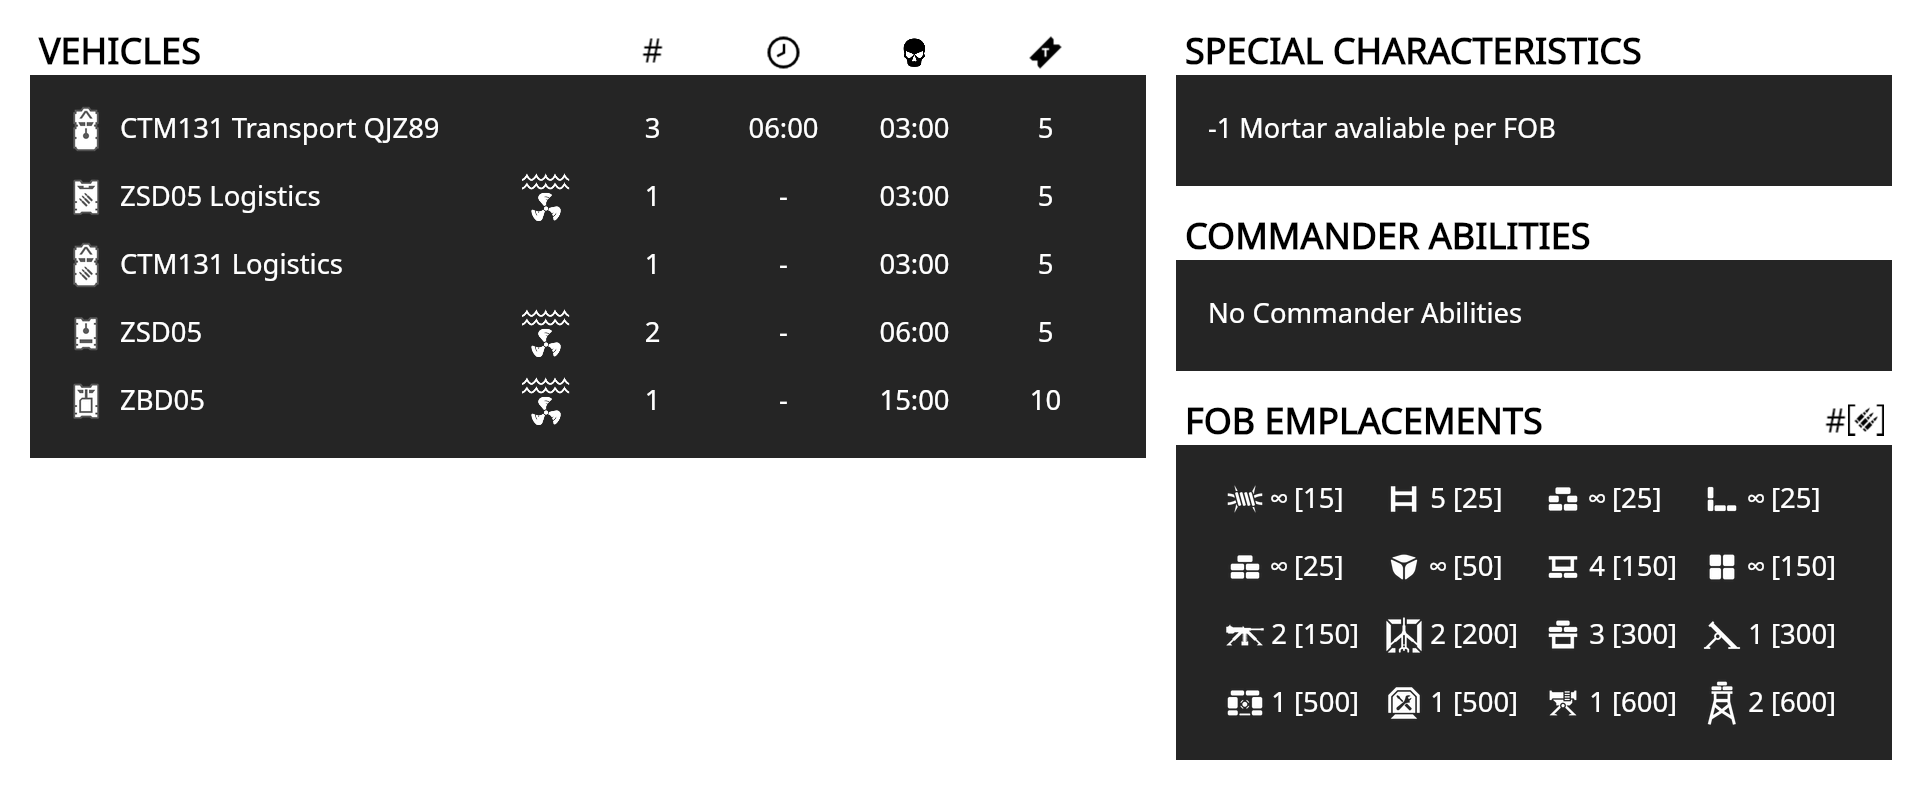 VEHICLES #
CTM131 Transport QJZ89 3 06:00 03:00 5
ZSD05 Logistics 1 - 03:00 5
CTM131 Logistics 1 - 03:00 5
ZSD05 2 - 06:00 5
ZBD05 1 - 15:00 10
SPECIAL CHARACTERISTICS
-1 Mortar avaliable per FOB
COMMANDER ABILITIES
No Commander Abilities
FOB EMPLACEMENTS #[]
∞ [15] 5 [25] ∞ [25] ∞ [25]
∞ [25] ∞ [50] 4 [150] ∞ [150]
2 [150] 2 [200] 3 [300] 1 [300]
1 [500] 1 [500] 1 [600] 2 [600]